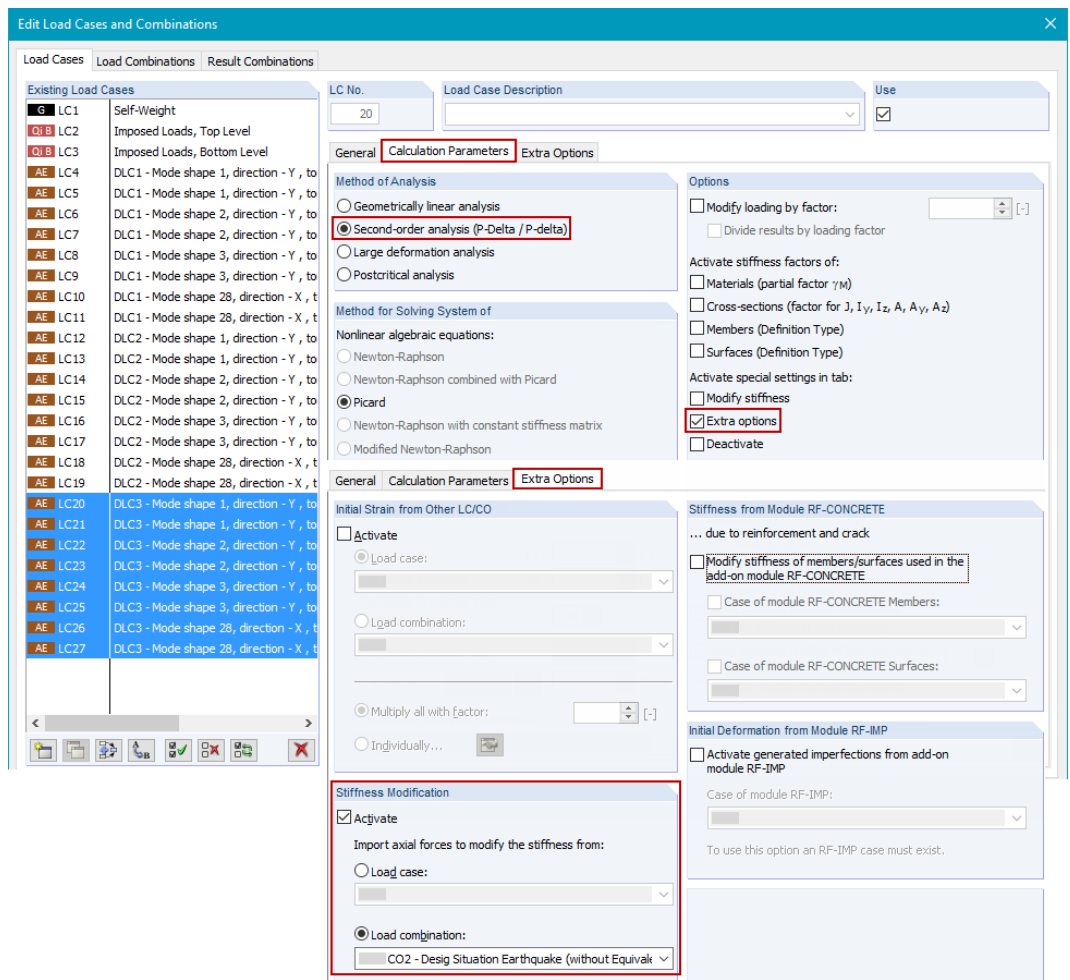 Edit Load Cases and Combinations
Load Cases Load Combinations Result Combinations
Existing Load Cases
G LC1 Self-Weight
Qi B LC2 Imposed Loads, Top Level
Qi B LC3 Imposed Loads, Bottom Level
AE LC4 DLC1 - Mode shape 1, direction - Y , to
AE LC5 DLC1 - Mode shape 1, direction - Y , to
AE LC6 DLC1 - Mode shape 2, direction - Y , to
AE LC7 DLC1 - Mode shape 2, direction - Y , to
AE LC8 DLC1 - Mode shape 3, direction - Y , to
AE LC9 DLC1 - Mode shape 3, direction - Y , to
AE LC10 DLC1 - Mode shape 28, direction - X , t
AE LC11 DLC1 - Mode shape 28, direction - X , t
AE LC12 DLC2 - Mode shape 1, direction - Y , to
AE LC13 DLC2 - Mode shape 1, direction - Y , to
AE LC14 DLC2 - Mode shape 2, direction - Y , to
AE LC15 DLC2 - Mode shape 2, direction - Y , to
AE LC16 DLC2 - Mode shape 3, direction - Y , to
AE LC17 DLC2 - Mode shape 3, direction - Y , to
AE LC18 DLC2 - Mode shape 28, direction - X , t
AE LC19 DLC2 - Mode shape 28, direction - X , t
AE LC20 DLC3 - Mode shape 1, direction - Y , to
AE LC21 DLC3 - Mode shape 1, direction - Y , to
AE LC22 DLC3 - Mode shape 2, direction - Y , to
AE LC23 DLC3 - Mode shape 2, direction - Y , to
AE LC24 DLC3 - Mode shape 3, direction - Y , to
AE LC25 DLC3 - Mode shape 3, direction - Y , to
AE LC26 DLC3 - Mode shape 28, direction - X , t
AE LC27 DLC3 - Mode shape 28, direction - X , t
LC No.
20
Load Case Description
Use
General Calculation Parameters Extra Options
Method of Analysis
Geometrically linear analysis
Second-order analysis (P-Delta / P-delta)
Large deformation analysis
Postcritical analysis
Method for Solving System of
Nonlinear algebraic equations:
Newton-Raphson
Newton-Raphson combined with Picard
Picard
Newton-Raphson with constant stiffness matrix
Modified Newton-Raphson
Options
Modify loading by factor: [-]
Divide results by loading factor
Activate stiffness factors of:
Materials (partial factor γM)
Cross-sections (factor for J, Iy, Iz, A, Ay, Az)
Members (Definition Type)
Surfaces (Definition Type)
Activate special settings in tab:
Modify stiffness
Extra options
Deactivate
General Calculation Parameters Extra Options
Initial Strain from Other LC/CO
Activate
Load case:
Load combination:
Multiply all with factor: [-]
Individually...
Stiffness Modification
Activate
Import axial forces to modify the stiffness from:
Load case:
Load combination:
CO2 - Desig Situation Earthquake (without Equivale
Stiffness from Module RF-CONCRETE
... due to reinforcement and crack
Modify stiffness of members/surfaces used in the
add-on module RF-CONCRETE
Case of module RF-CONCRETE Members:
Case of module RF-CONCRETE Surfaces:
Initial Deformation from Module RF-IMP
Activate generated imperfections from add-on
module RF-IMP
Case of module RF-IMP:
To use this option an RF-IMP case must exist.